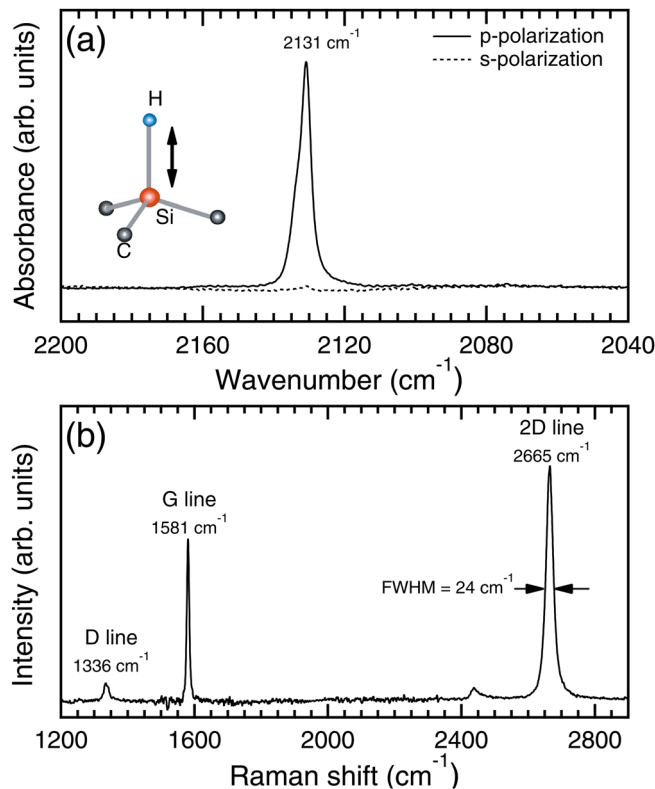 (a)
2131 cm⁻¹
p-polarization
s-polarization
H
Si
C
Absorbance (arb. units)
2200 2160 2120 2080 2040
Wavenumber (cm⁻¹)
(b)
2D line
2665 cm⁻¹
G line
1581 cm⁻¹
FWHM = 24 cm⁻¹
D line
1336 cm⁻¹
Intensity (arb. units)
1200 1600 2000 2400 2800
Raman shift (cm⁻¹)